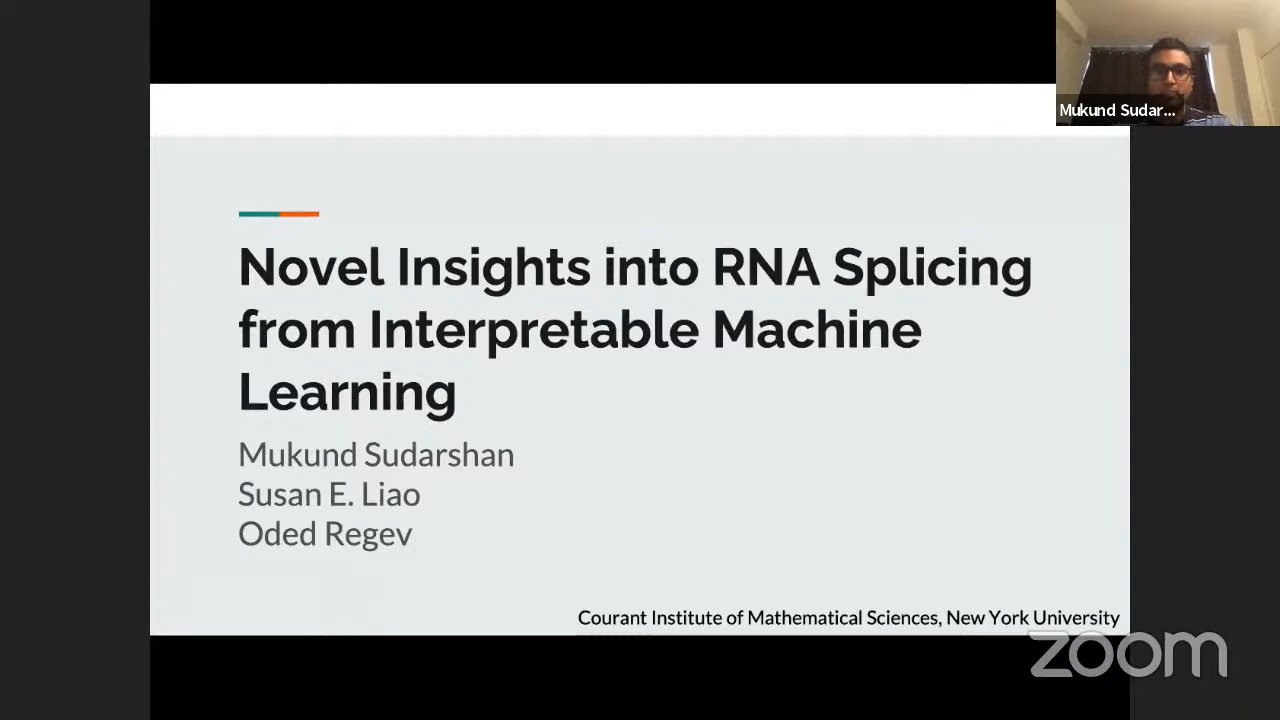 Mukund Sudar...
Novel Insights into RNA Splicing
from Interpretable Machine
Learning
Mukund Sudarshan
Susan E. Liao
Oded Regev
Courant Institute of Mathematical Sciences, New York University
zoom